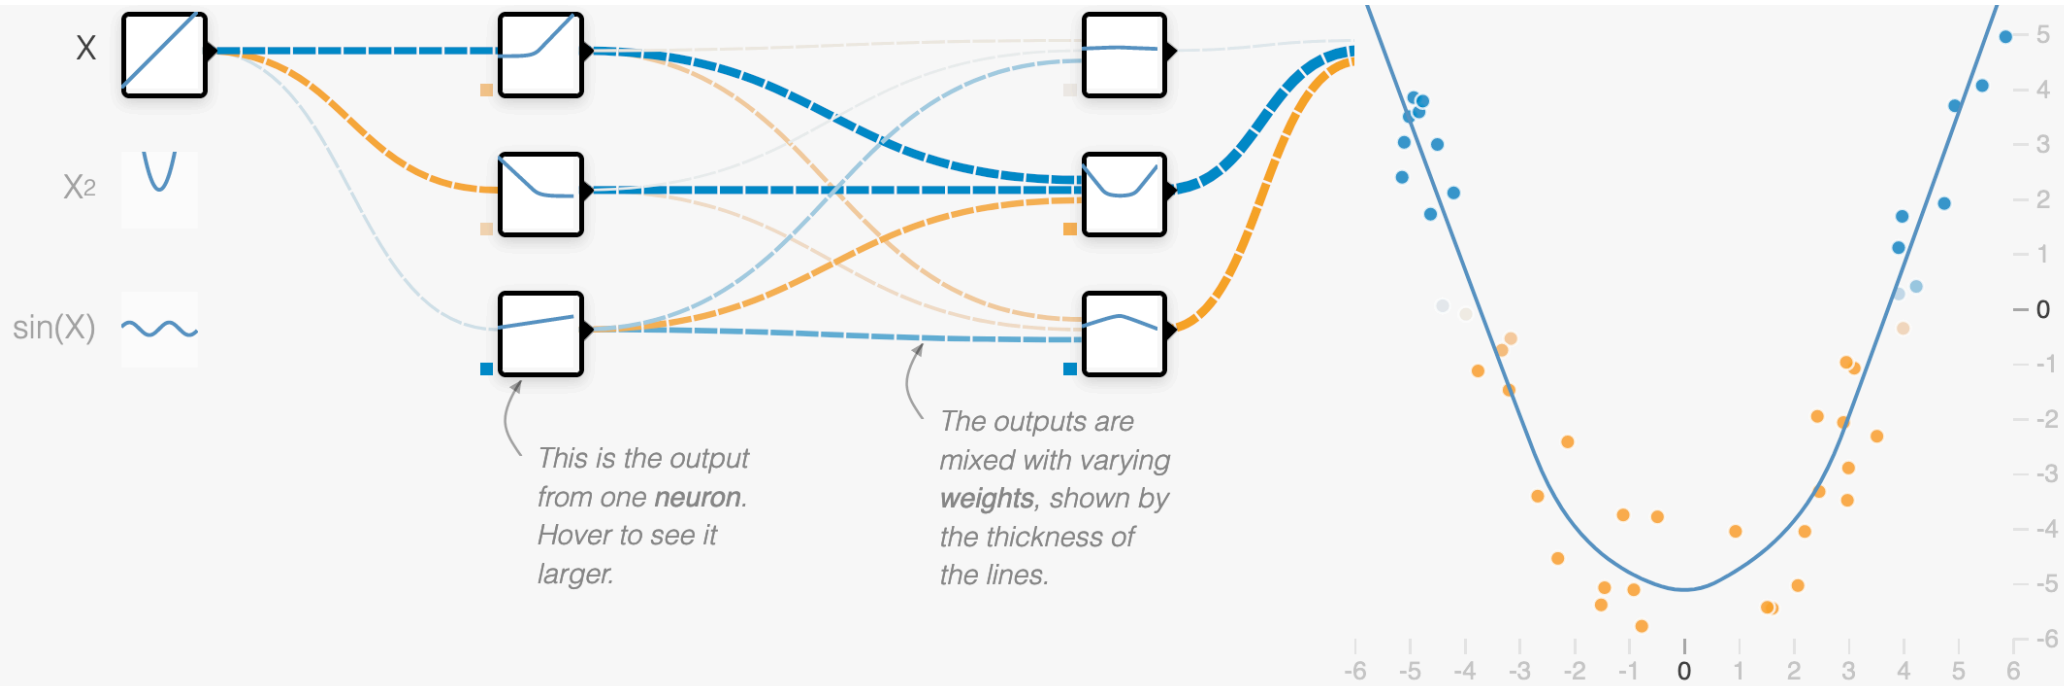 X
X2
sin(X)
This is the output
from one neuron.
Hover to see it
larger.
The outputs are
mixed with varying
weights, shown by
the thickness of
the lines.
5
4
3
2
1
0
-1
-2
-3
-4
-5
-6
-6 -5 -4 -3 -2 -1 0 1 2 3 4 5 6